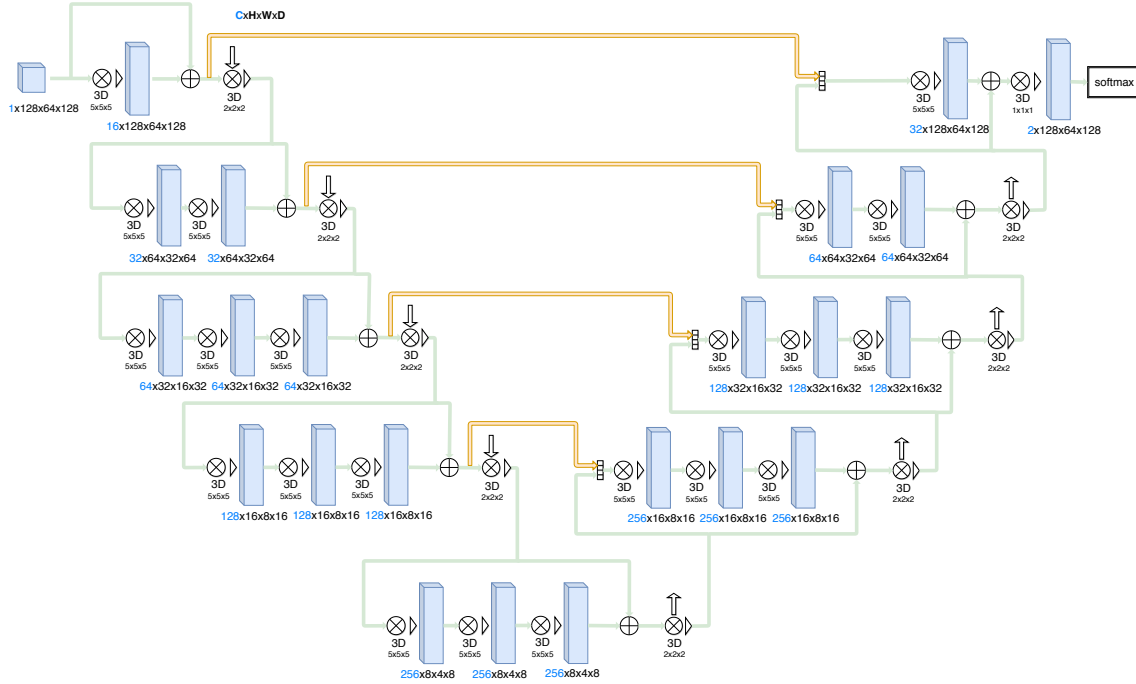 CxHxWxD
3D
5x5x5
3D
2x2x2
1x128x64x128
16x128x64x128
3D
5x5x5
3D
1x1x1
softmax
32x128x64x128
2x128x64x128
3D
5x5x5
3D
5x5x5
3D
2x2x2
32x64x32x64
32x64x32x64
3D
5x5x5
3D
5x5x5
3D
2x2x2
64x64x32x64
64x64x32x64
3D
5x5x5
3D
5x5x5
3D
5x5x5
3D
2x2x2
64x32x16x32
64x32x16x32
64x32x16x32
3D
5x5x5
3D
5x5x5
3D
5x5x5
3D
2x2x2
128x32x16x32
128x32x16x32
128x32x16x32
3D
5x5x5
3D
5x5x5
3D
5x5x5
3D
2x2x2
128x16x8x16
128x16x8x16
128x16x8x16
3D
5x5x5
3D
5x5x5
3D
5x5x5
3D
2x2x2
256x16x8x16
256x16x8x16
256x16x8x16
3D
5x5x5
3D
5x5x5
3D
5x5x5
3D
2x2x2
256x8x4x8
256x8x4x8
256x8x4x8